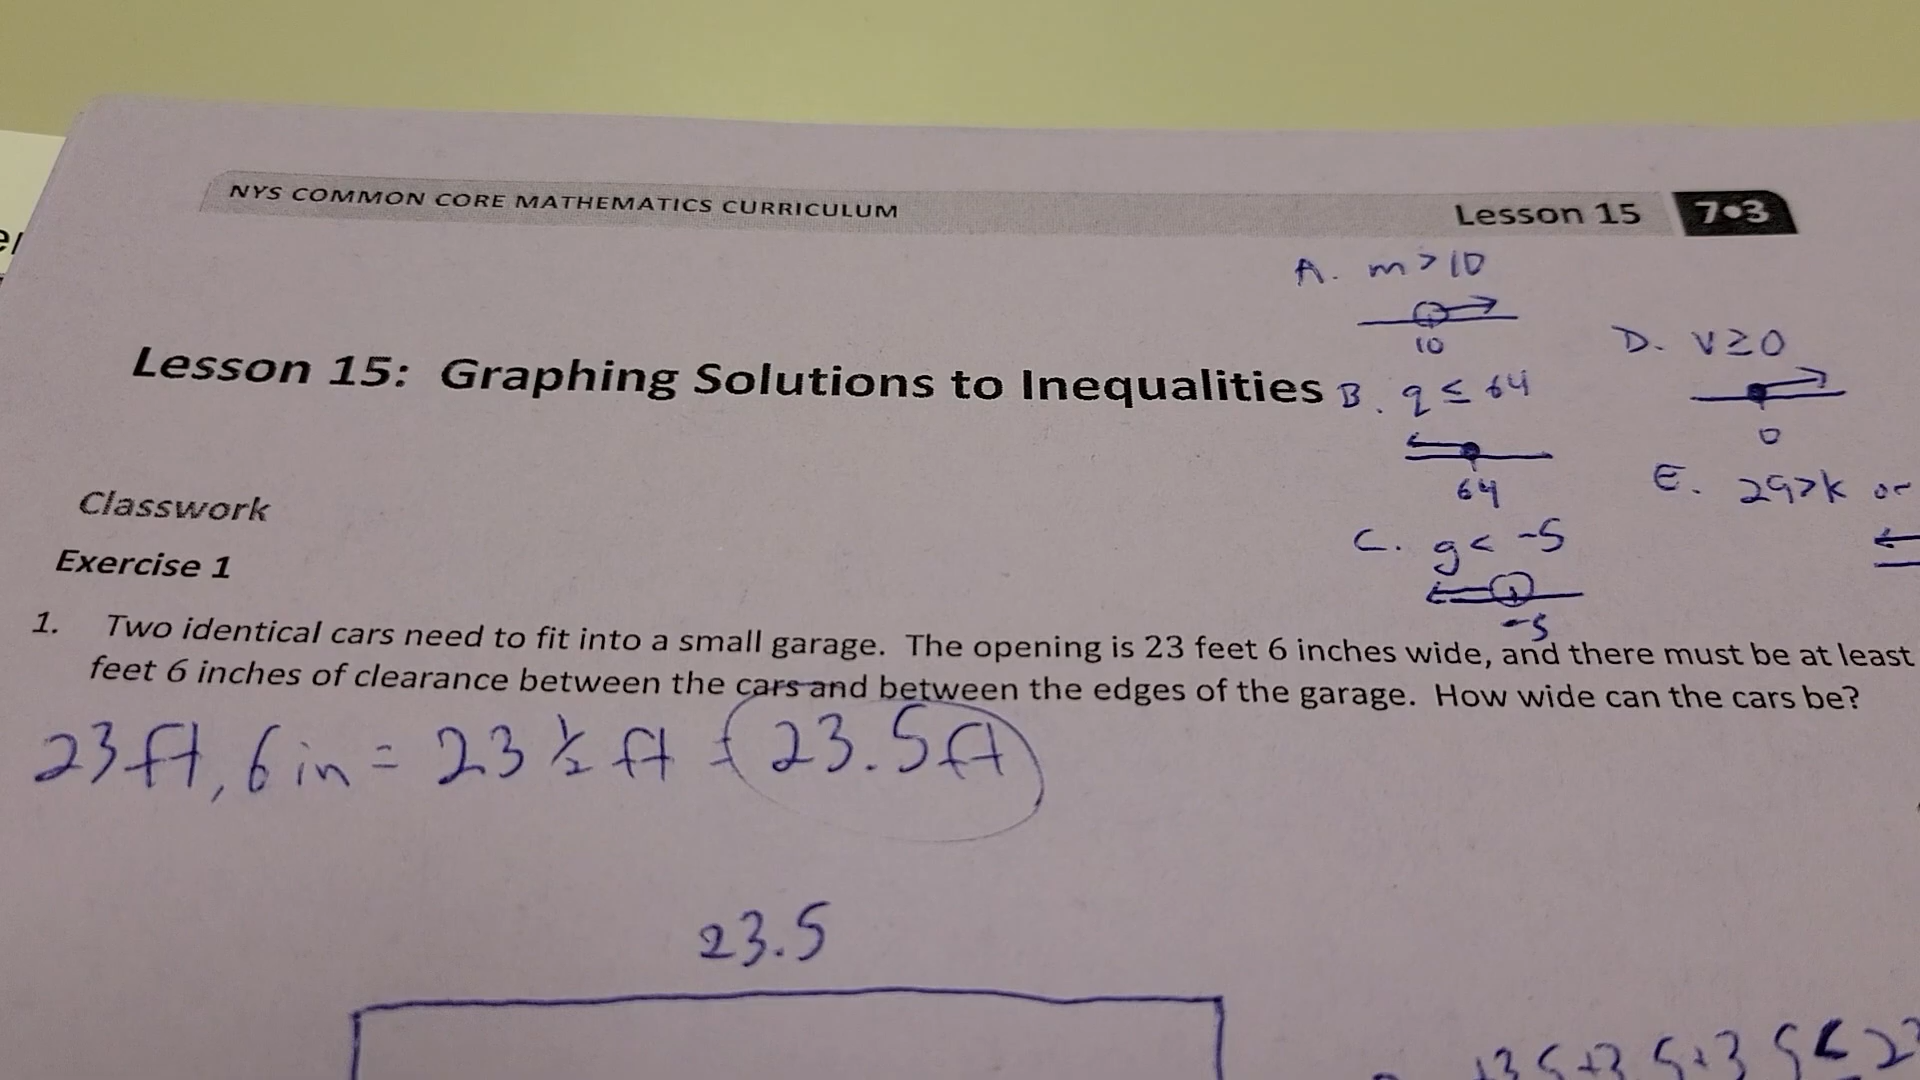 NYS COMMON CORE MATHEMATICS CURRICULUM
Lesson 15
7•3
A. m > 10
10
Lesson 15: Graphing Solutions to Inequalities
B. q ≤ 64
64
C. g < -5
-5
D. v ≥ 0
0
E. 29>k or
Classwork
Exercise 1
1. Two identical cars need to fit into a small garage. The opening is 23 feet 6 inches wide, and there must be at least
feet 6 inches of clearance between the cars and between the edges of the garage. How wide can the cars be?
23 ft, 6 in = 23 ½ ft = 23.5 ft
23.5